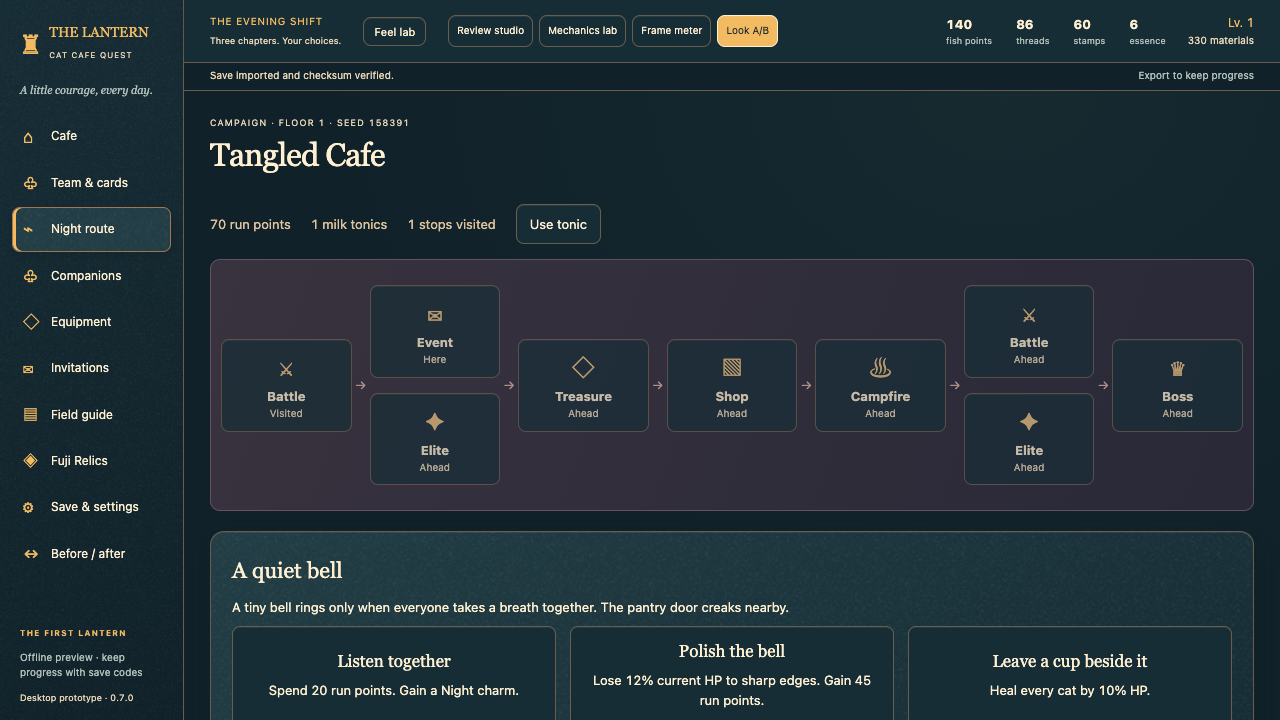 THE LANTERN
CAT CAFE QUEST
A little courage, every day.
Cafe
Team & cards
Night route
Companions
Equipment
Invitations
Field guide
Fuji Relics
Save & settings
Before / after
THE FIRST LANTERN
Offline preview · keep
progress with save codes
Desktop prototype · 0.7.0
THE EVENING SHIFT
Three chapters. Your choices.
Feel lab
Review studio
Mechanics lab
Frame meter
Look A/B
140
fish points
86
threads
60
stamps
6
essence
Lv. 1
330 materials
Save imported and checksum verified.
Export to keep progress
CAMPAIGN · FLOOR 1 · SEED 158391
Tangled Cafe
70 run points
1 milk tonics
1 stops visited
Use tonic
Battle
Visited
Event
Here
Elite
Ahead
Treasure
Ahead
Shop
Ahead
Campfire
Ahead
Battle
Ahead
Elite
Ahead
Boss
Ahead
A quiet bell
A tiny bell rings only when everyone takes a breath together. The pantry door creaks nearby.
Listen together
Spend 20 run points. Gain a Night charm.
Polish the bell
Lose 12% current HP to sharp edges. Gain 45
run points.
Leave a cup beside it
Heal every cat by 10% HP.